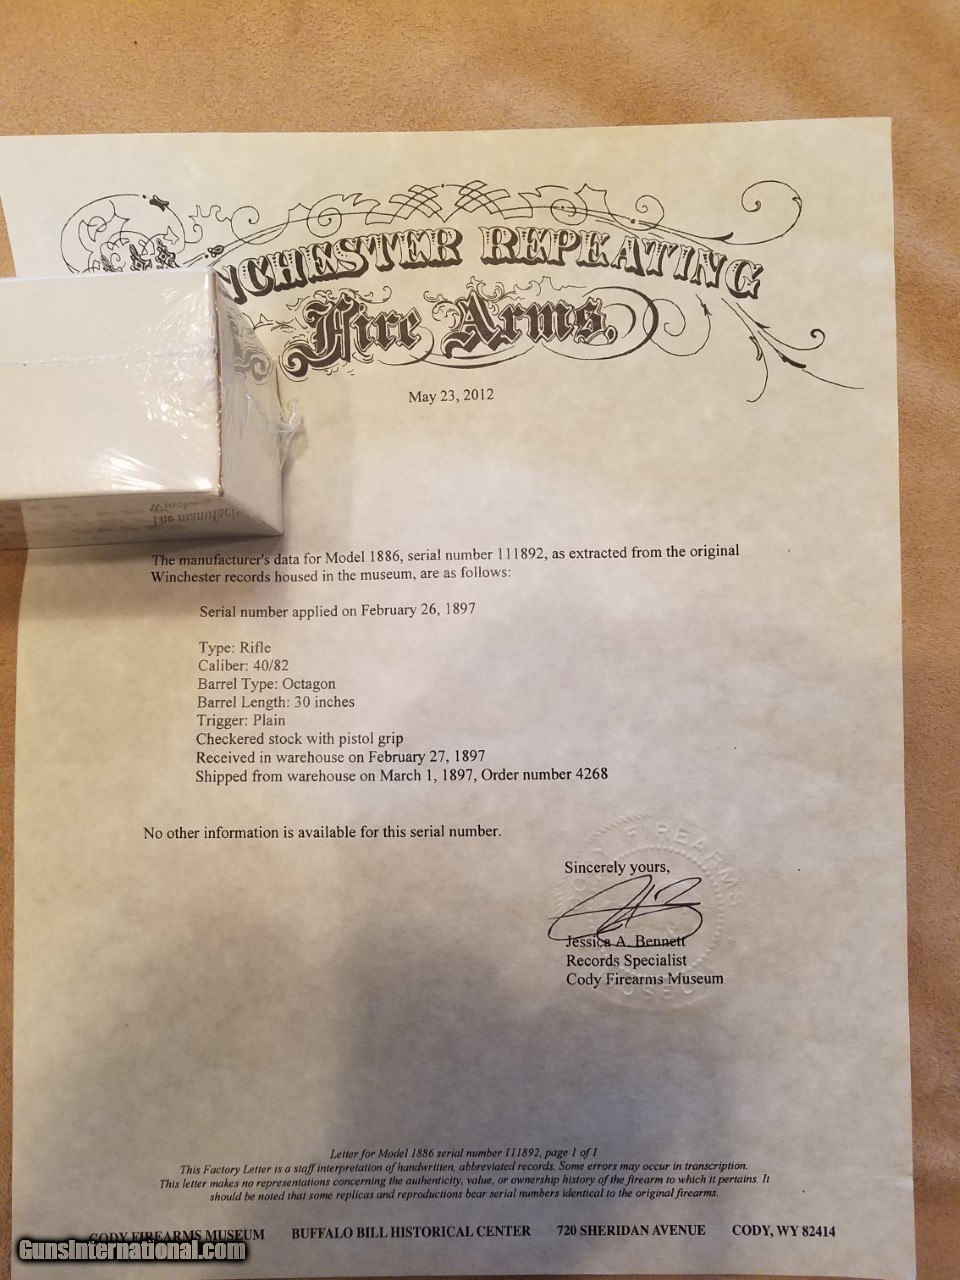 REPEATING
Fire Arms,
May 23, 2012
The manufacturer's data for Model 1886, serial number 111892, as extracted from the original
Winchester records housed in the museum, are as follows:
Serial number applied on February 26, 1897
Type: Rifle
Caliber: 40/82
Barrel Type: Octagon
Barrel Length: 30 inches
Trigger: Plain
Checkered stock with pistol grip
Received in warehouse on February 27, 1897
Shipped from warehouse on March 1, 1897, Order number 4268
No other information is available for this serial number.
Sincerely yours,
Jessica A. Bennett
Records Specialist
Cody Firearms Museum
Letter for Model 1886 serial number 111892, page 1 of 1
This Factory Letter is a staff interpretation of handwritten, abbreviated records. Some errors may occur in transcription.
This letter makes no representations concerning the authenticity, value, or ownership history of the firearm to which it pertains. It
should be noted that some replicas and reproductions bear serial numbers identical to the original firearms.
CODY FIREARMS MUSEUM BUFFALO BILL HISTORICAL CENTER 720 SHERIDAN AVENUE CODY, WY 82414
GunsInternational.com